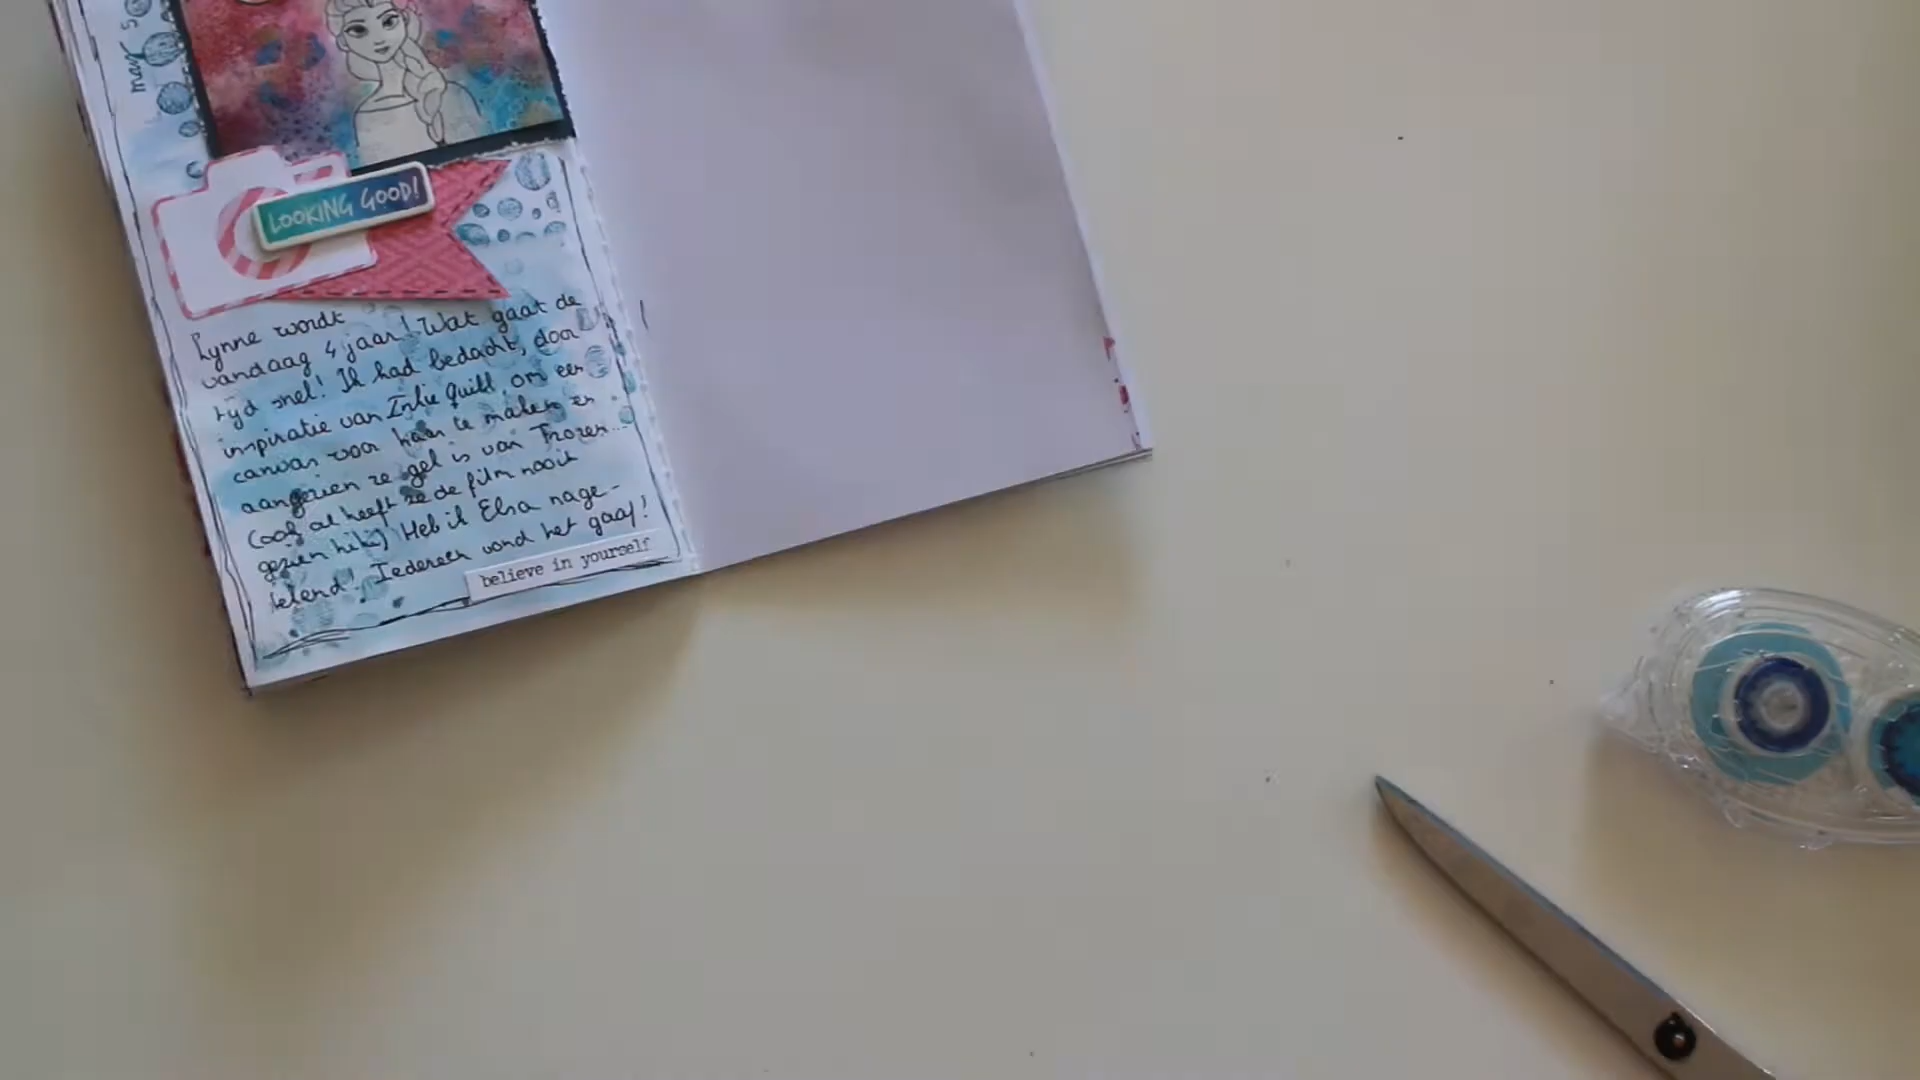 may 5
LOOKING GOOD!
Lynne wordt
vandaag 4 jaar! Wat gaat de
tijd snel! Ik had bedacht, door
inspiratie van Inkie Quill, om een
canvas voor haar te maken en
aangezien ze gel is van Frozen...
(ook al heeft ze de film nooit
gezien hihi) Heb ik Elsa nage-
tekend! Iedereen vond het gaaf!
believe in yourself